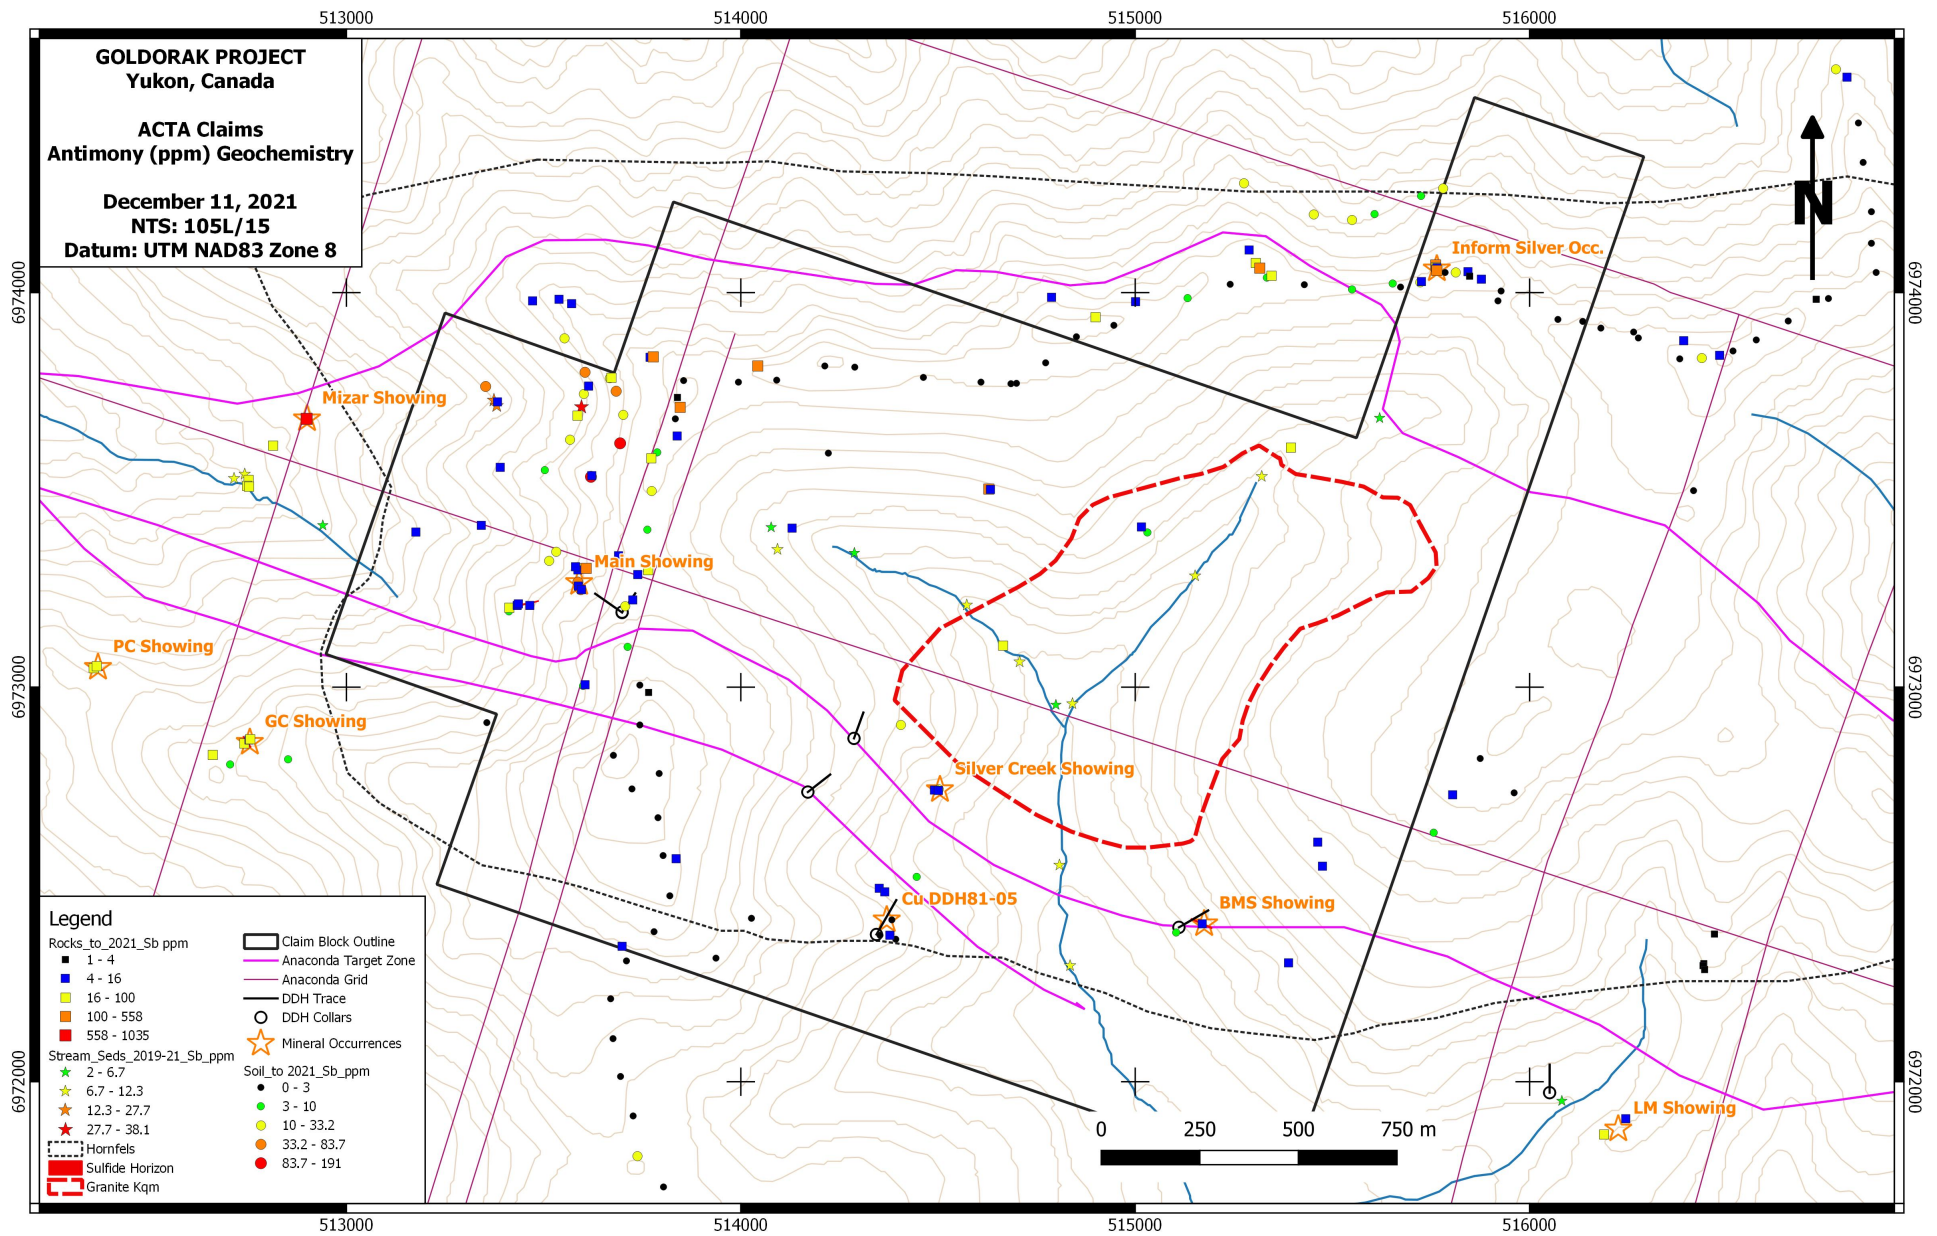 513000
514000
515000
516000
GOLDORAK PROJECT
Yukon, Canada
ACTA Claims
Antimony (ppm) Geochemistry
December 11, 2021
NTS: 105L/15
Datum: UTM NAD83 Zone 8
N
Inform Silver Occ.
6974000
6974000
Mizar Showing
Main Showing
PC Showing
6973000
6973000
GC Showing
Silver Creek Showing
Cu DDH81-05
BMS Showing
6972000
6972000
LM Showing
Legend
Rocks_to_2021_Sb ppm
1 - 4
4 - 16
16 - 100
100 - 558
558 - 1035
Stream_Seds_2019-21_Sb_ppm
2 - 6.7
6.7 - 12.3
12.3 - 27.7
27.7 - 38.1
Hornfels
Sulfide Horizon
Granite Kqm
Claim Block Outline
Anaconda Target Zone
Anaconda Grid
DDH Trace
DDH Collars
Mineral Occurrences
Soil_to 2021_Sb_ppm
0 - 3
3 - 10
10 - 33.2
33.2 - 83.7
83.7 - 191
0 250 500 750 m
513000
514000
515000
516000